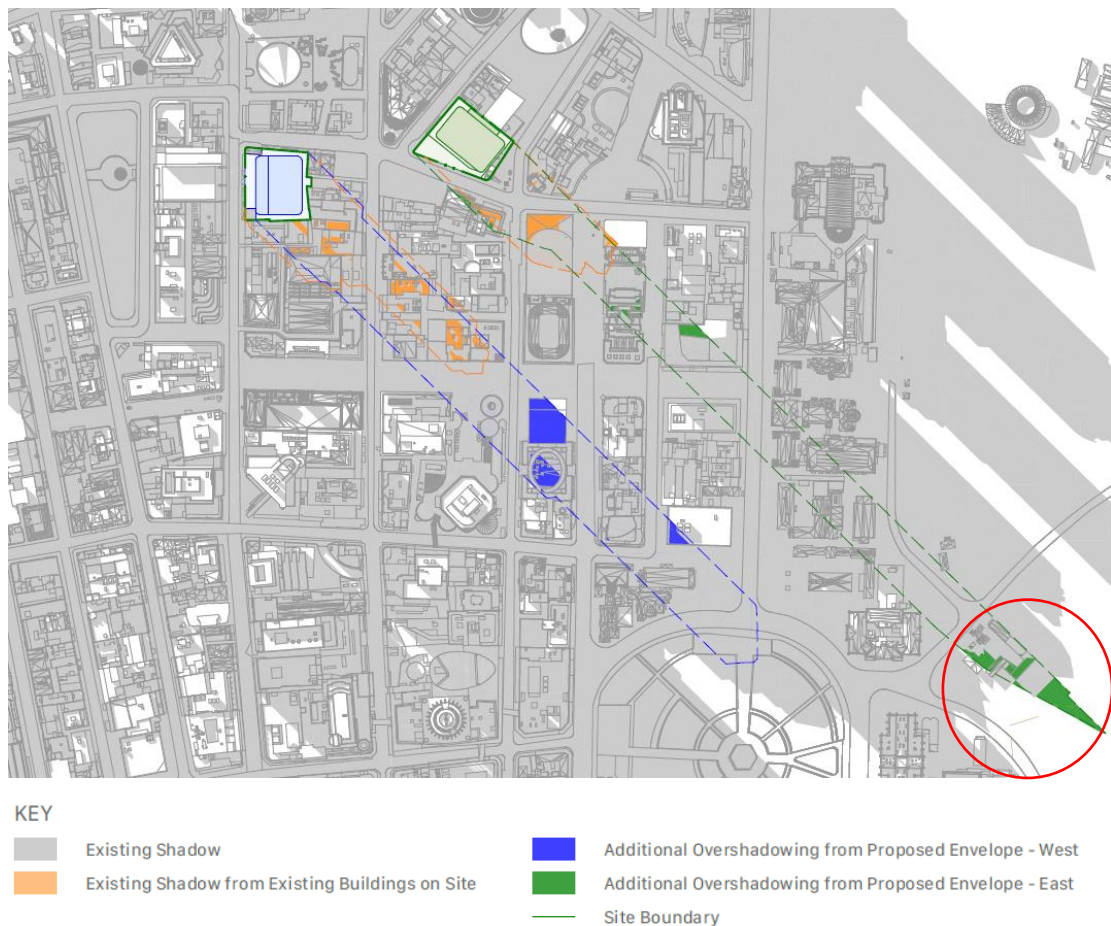 KEY
Existing Shadow
Additional Overshadowing from Proposed Envelope - West
Existing Shadow from Existing Buildings on Site
Additional Overshadowing from Proposed Envelope - East
Site Boundary